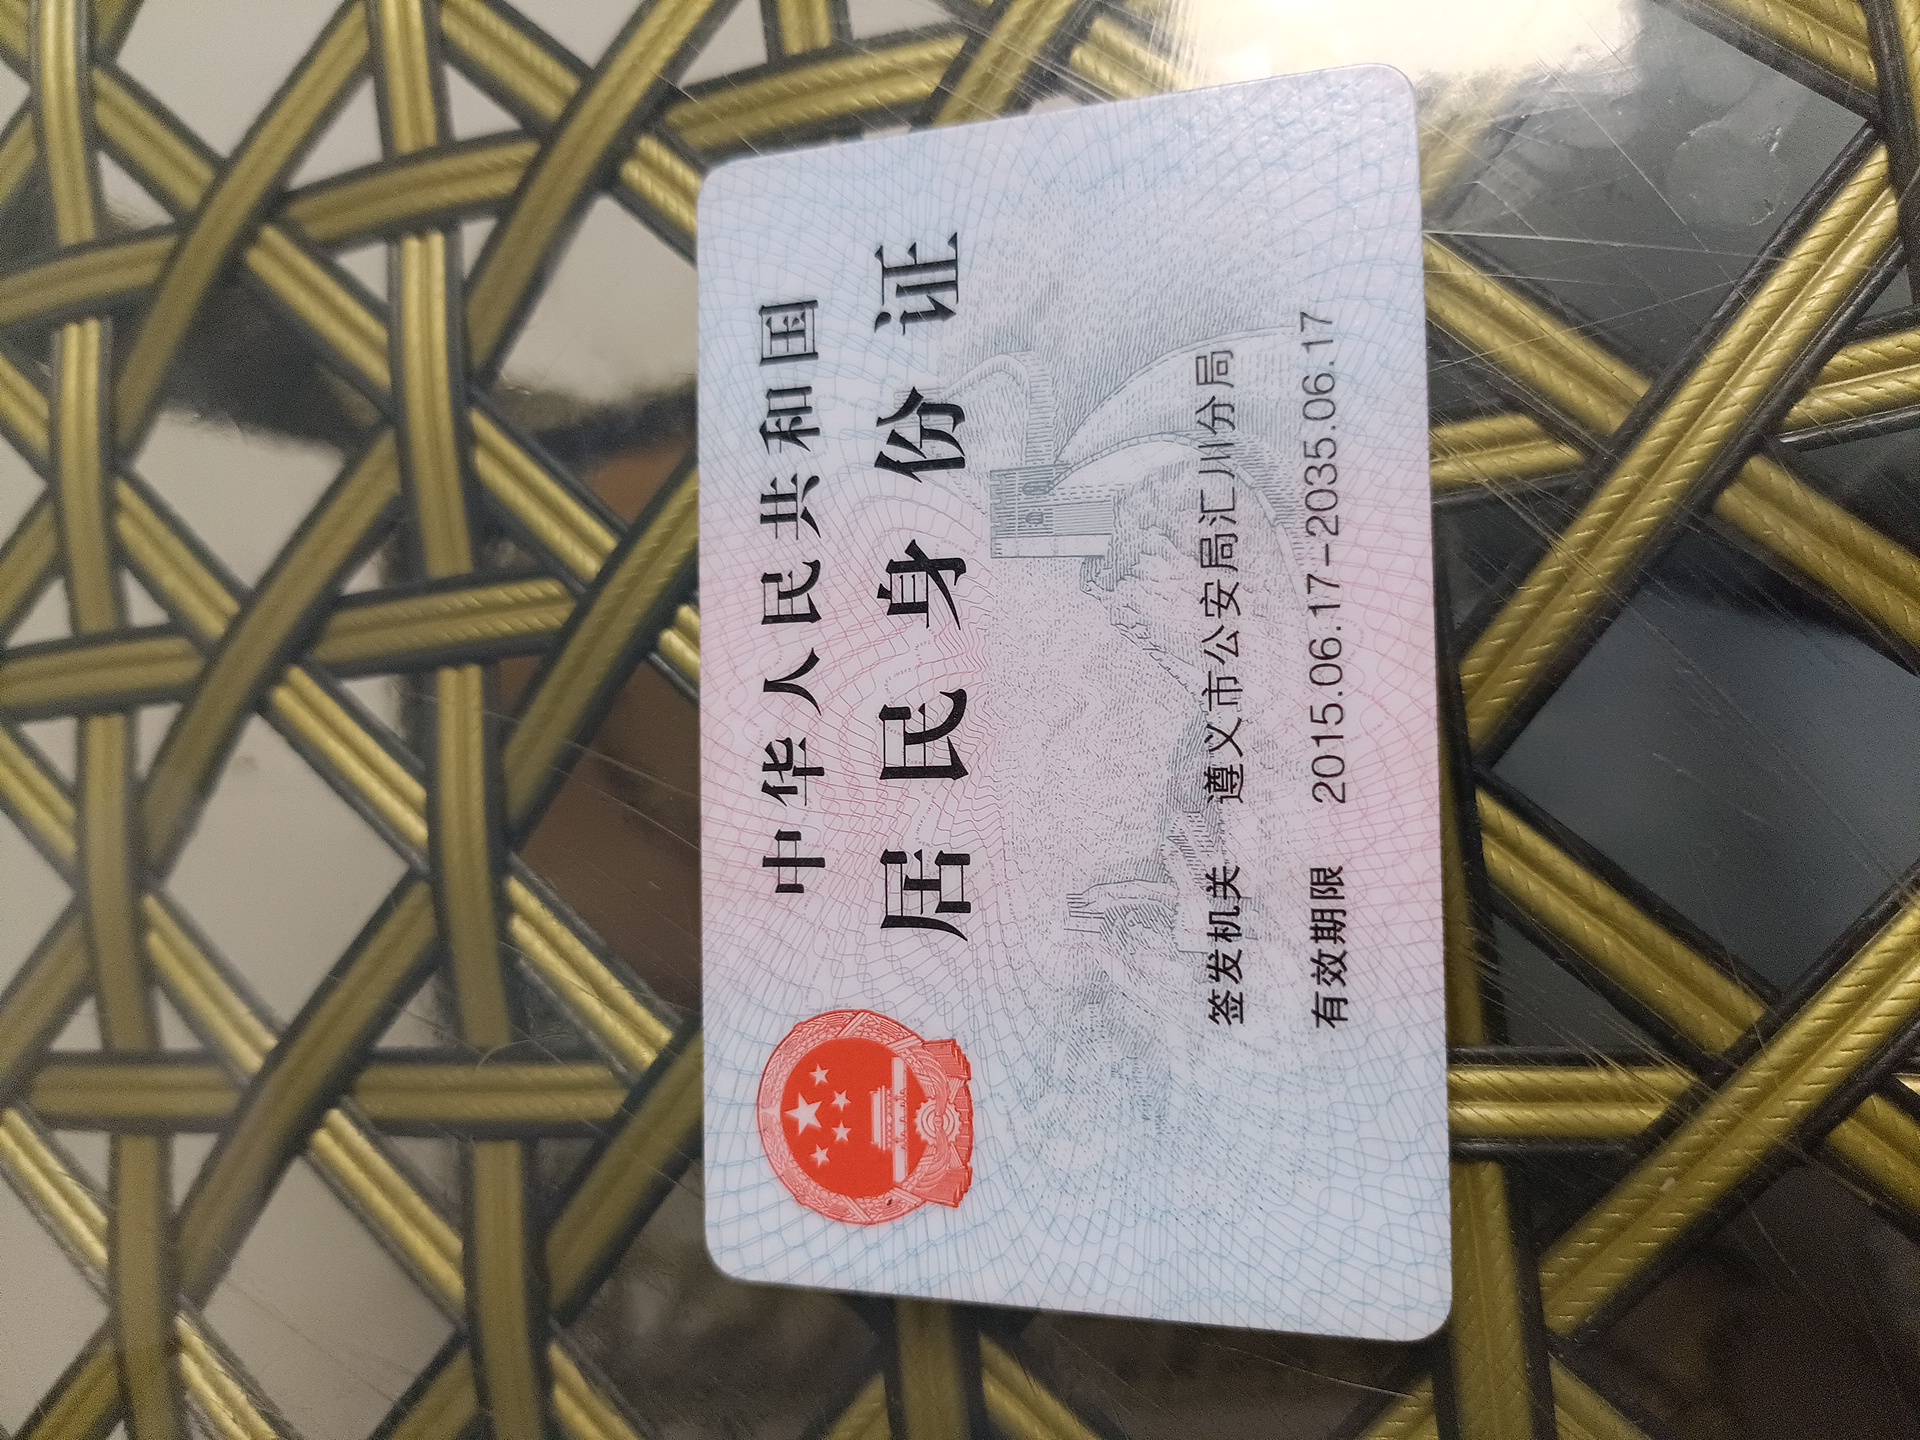 中华人民共和国
居民身份证
签发机关 遵义市公安局汇川分局
有效期限 2015.06.17-2035.06.17